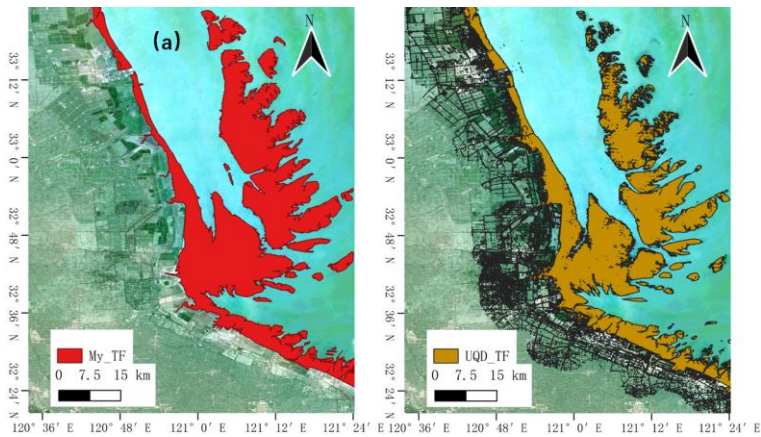 (a)
N
33° 12′ N
33° 0′ N
32° 48′ N
32° 36′ N
32° 24′ N
My_TF
0 7.5 15 km
120° 36′ E 120° 48′ E 121° 0′ E 121° 12′ E 121° 24′ E
N
33° 12′ N
33° 0′ N
32° 48′ N
32° 36′ N
32° 24′ N
UQD_TF
0 7.5 15 km
120° 36′ E 120° 48′ E 121° 0′ E 121° 12′ E 121° 24′ E